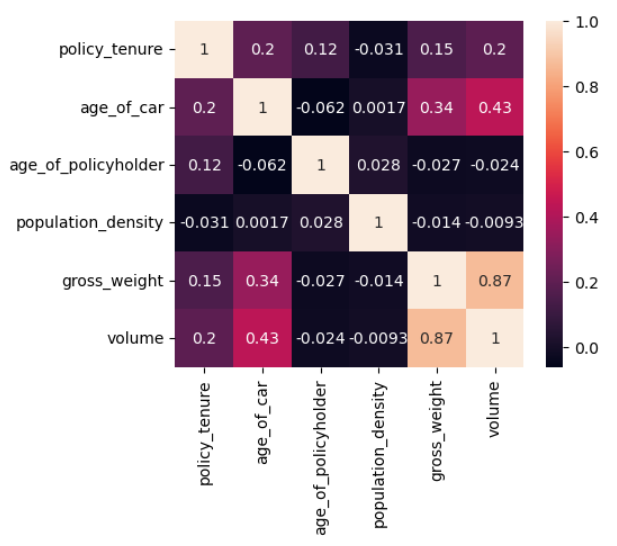 policy_tenure 1 0.2 0.12 -0.031 0.15 0.2
age_of_car 0.2 1 -0.062 0.0017 0.34 0.43
age_of_policyholder 0.12 -0.062 1 0.028 -0.027 -0.024
population_density -0.031 0.0017 0.028 1 -0.014 -0.0093
gross_weight 0.15 0.34 -0.027 -0.014 1 0.87
volume 0.2 0.43 -0.024 -0.0093 0.87 1
policy_tenure
age_of_car
age_of_policyholder
population_density
gross_weight
volume
1.0
0.8
0.6
0.4
0.2
0.0